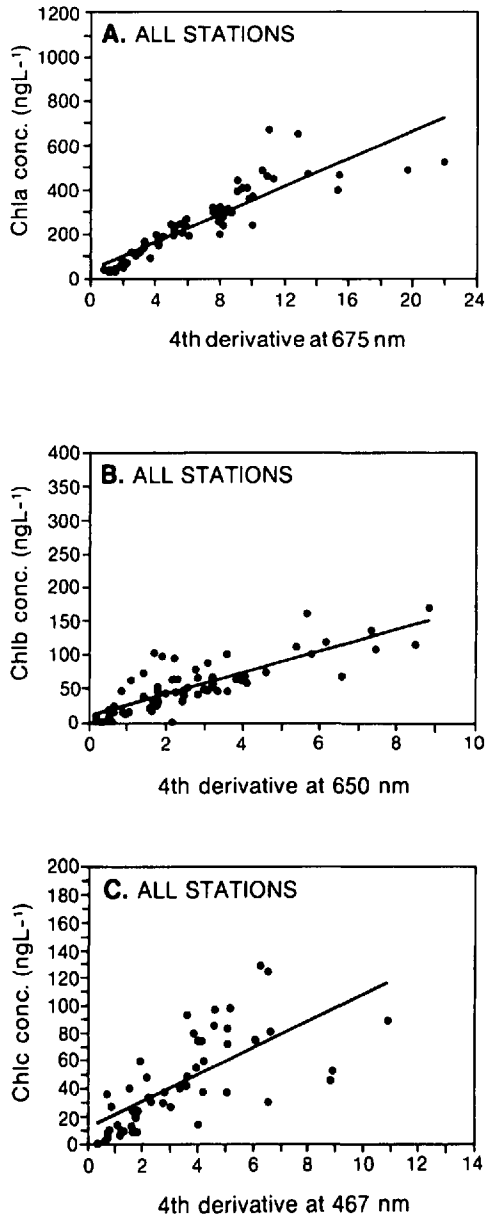 A. ALL STATIONS
Chla conc. (ngL-1)
1200
1000
800
600
400
200
0
0 4 8 12 16 20 24
4th derivative at 675 nm
B. ALL STATIONS
Chlb conc. (ngL-1)
400
350
300
250
200
150
100
50
0
0 2 4 6 8 10
4th derivative at 650 nm
C. ALL STATIONS
Chlc conc. (ngL-1)
200
180
160
140
120
100
80
60
40
20
0
0 2 4 6 8 10 12 14
4th derivative at 467 nm